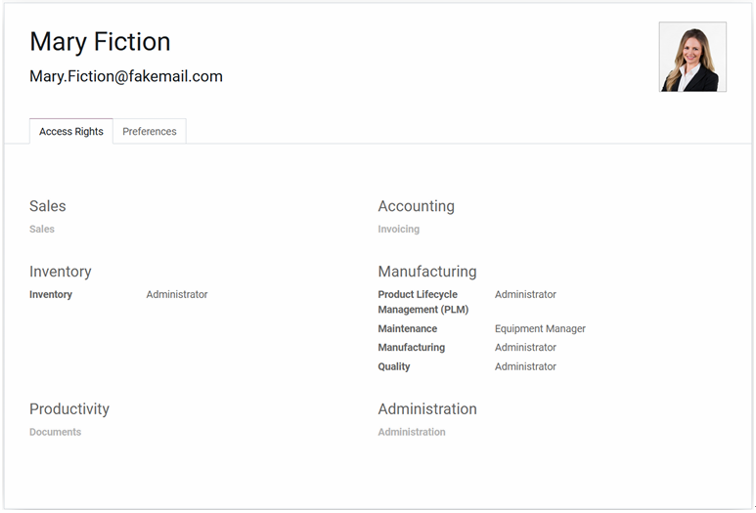 Mary Fiction
Mary.Fiction@fakemail.com
Access Rights Preferences
Sales
Sales
Accounting
Invoicing
Inventory
Inventory Administrator
Manufacturing
Product Lifecycle
Management (PLM) Administrator
Maintenance Equipment Manager
Manufacturing Administrator
Quality Administrator
Productivity
Documents
Administration
Administration